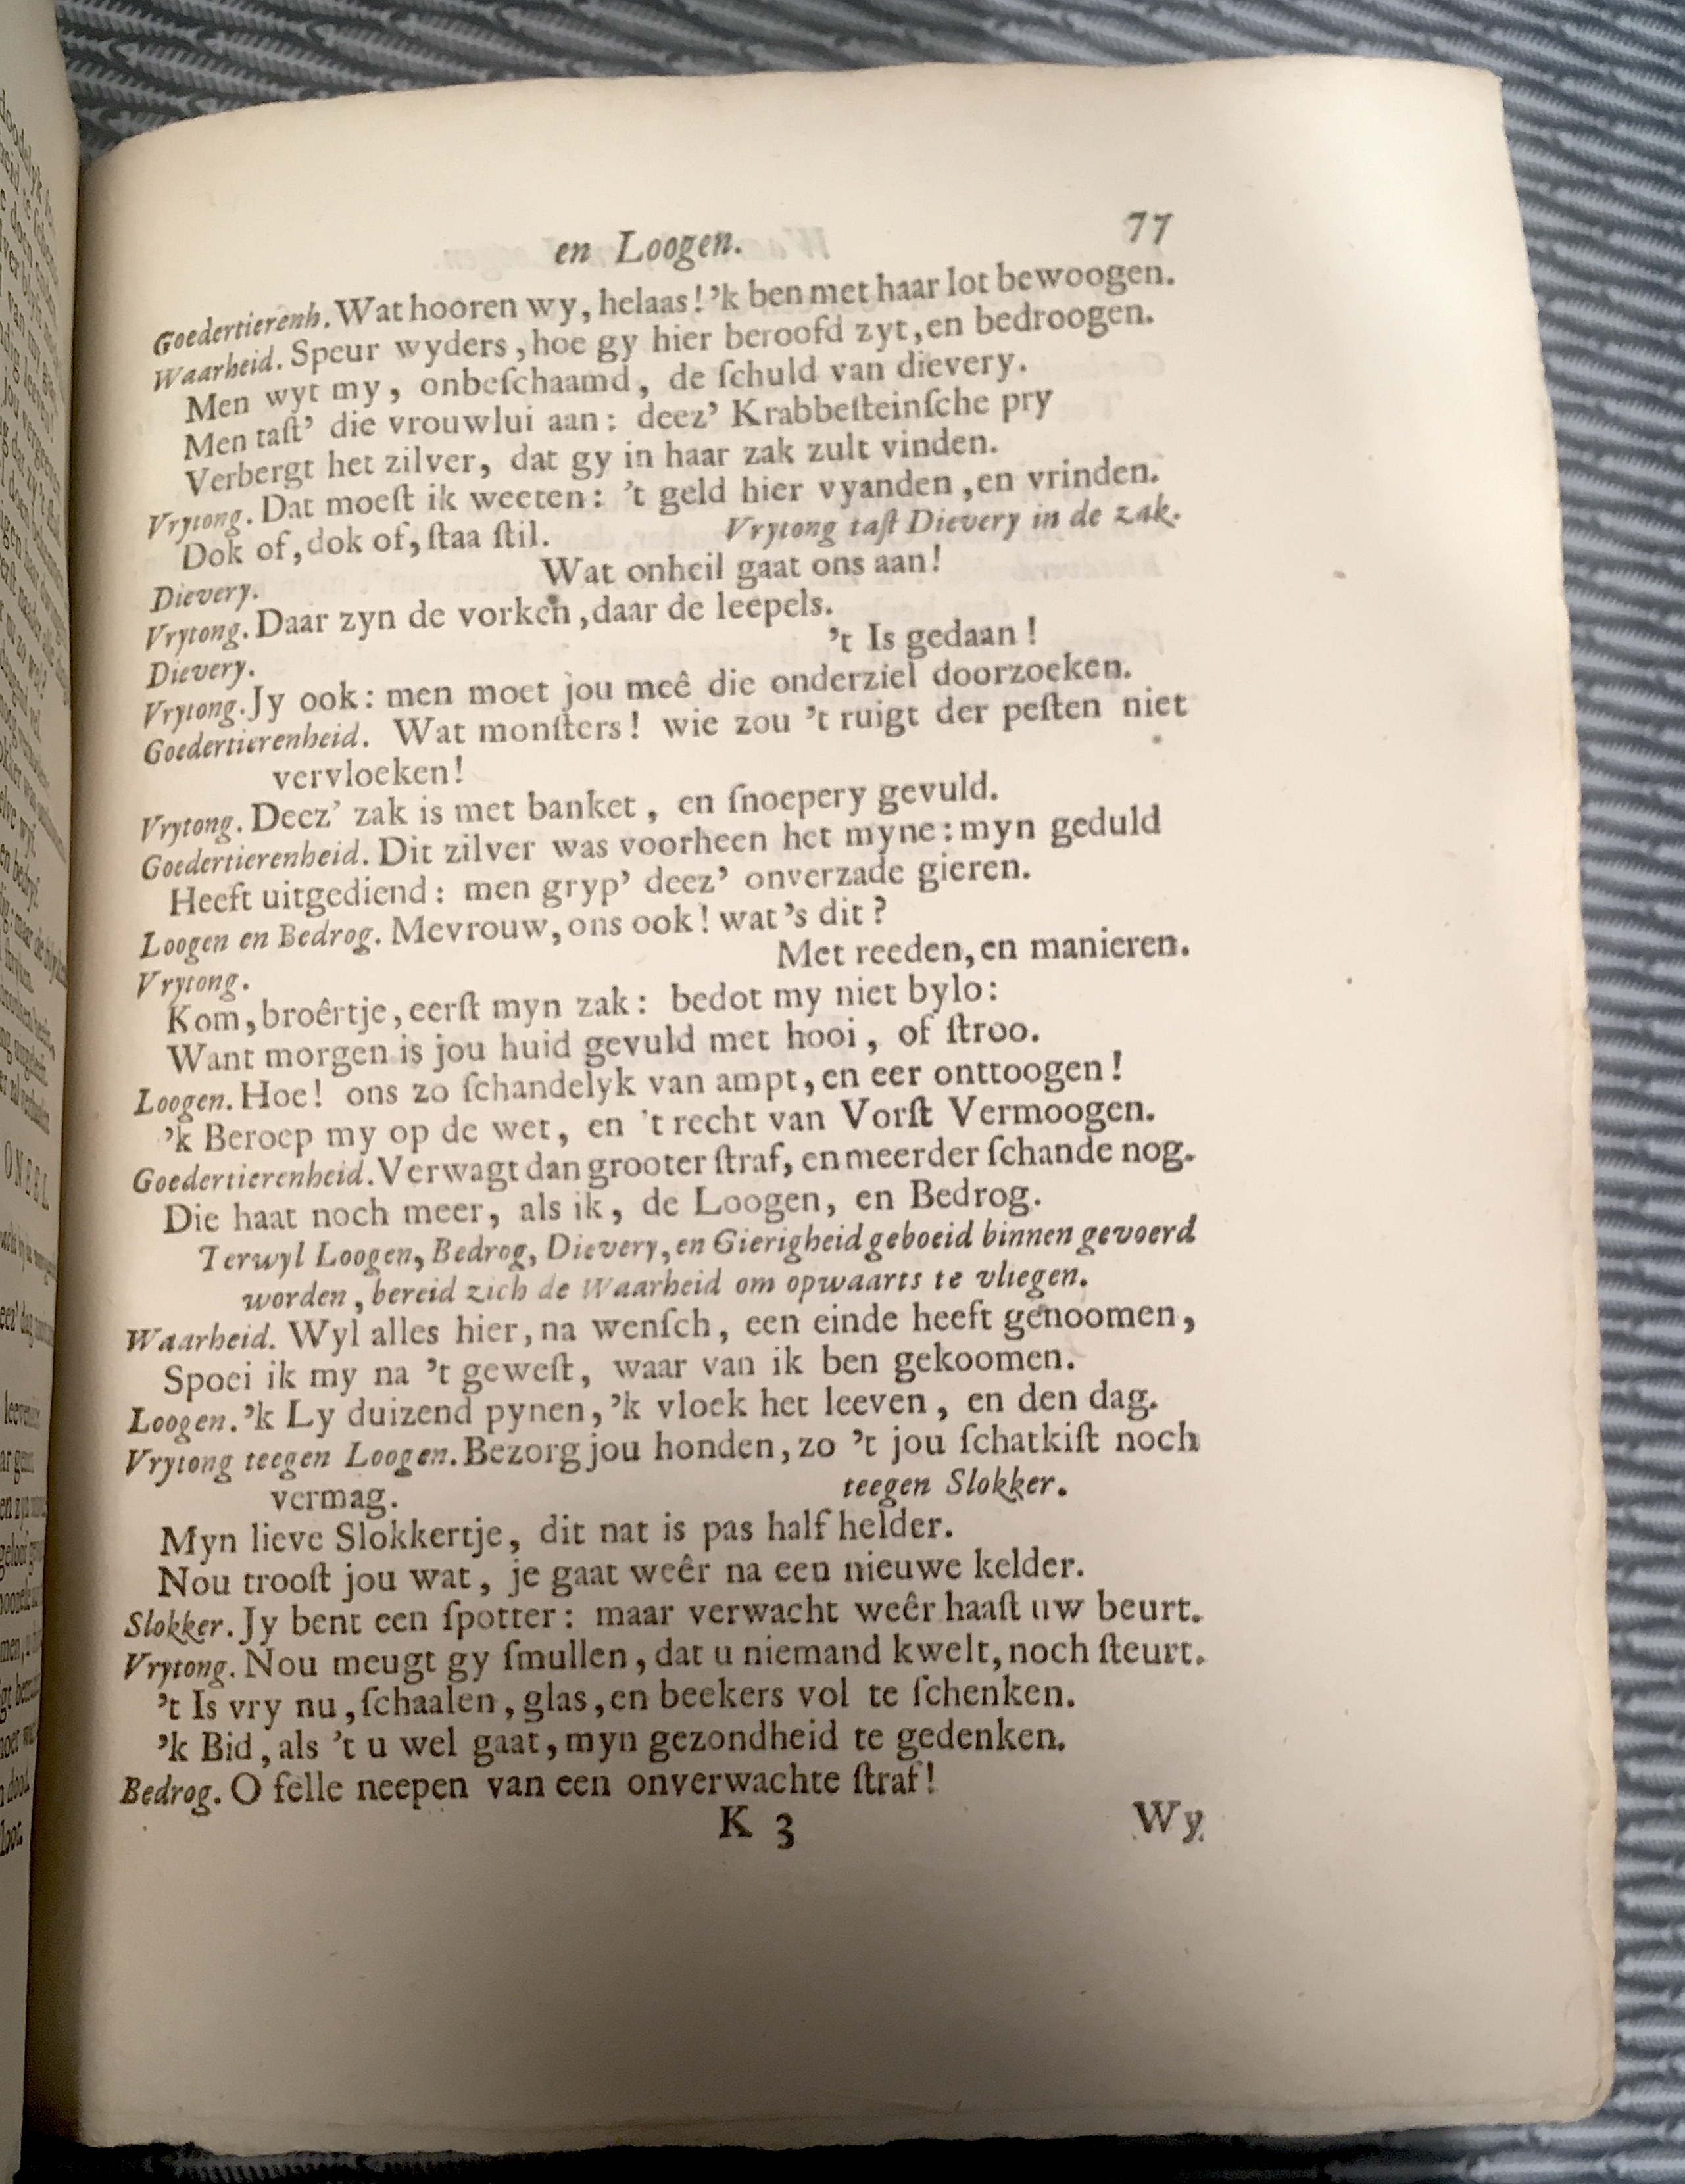 en Loogen. 77
Goedertierenh. Wat hooren wy, helaas! ’k ben met haar lot bewoogen.
Waarheid. Speur wyders, hoe gy hier beroofd zyt, en bedroogen.
Men wyt my, onbeſchaamd, de ſchuld van dievery.
Men taſt’ die vrouwlui aan: deez’ Krabbeſteinſche pry
Verbergt het zilver, dat gy in haar zak zult vinden.
Vrytong. Dat moeſt ik weeten: ’t geld hier vyanden, en vrinden.
Dok of, dok of, ſtaa ſtil. Vrytong taſt Dievery in de zak.
Dievery. Wat onheil gaat ons aan!
Vrytong. Daar zyn de vorken, daar de leepels.
Dievery. ’t Is gedaan!
Vrytong. Jy ook: men moet jou meê die onderziel doorzoeken.
Goedertierenheid. Wat monſters! wie zou ’t ruigt der peſten niet
vervloeken!
Vrytong. Deez’ zak is met banket, en ſnoepery gevuld.
Goedertierenheid. Dit zilver was voorheen het myne: myn geduld
Heeft uitgediend: men gryp’ deez’ onverzade gieren.
Loogen en Bedrog. Mevrouw, ons ook! wat ’s dit?
Vrytong. Met reeden, en manieren.
Kom, broêrtje, eerſt myn zak: bedot my niet bylo:
Want morgen is jou huid gevuld met hooi, of ſtroo.
Loogen. Hoe! ons zo ſchandelyk van ampt, en eer onttoogen!
’k Beroep my op de wet, en ’t recht van Vorſt Vermoogen.
Goedertierenheid. Verwagt dan grooter ſtraf, en meerder ſchande nog.
Die haat noch meer, als ik, de Loogen, en Bedrog.
Terwyl Loogen, Bedrog, Dievery, en Gierigheid geboeid binnen gevoerd
worden, bereid zich de Waarheid om opwaarts te vliegen.
Waarheid. Wyl alles hier, na wenſch, een einde heeft genoomen,
Spoei ik my na ’t geweſt, waar van ik ben gekoomen.
Loogen. ’k Ly duizend pynen, ’k vloek het leeven, en den dag.
Vrytong teegen Loogen. Bezorg jou honden, zo ’t jou ſchatkiſt noch
vermag. teegen Slokker.
Myn lieve Slokkertje, dit nat is pas half helder.
Nou trooſt jou wat, je gaat weêr na een nieuwe kelder.
Slokker. Jy bent een ſpotter: maar verwacht weêr haaſt uw beurt.
Vrytong. Nou meugt gy ſmullen, dat u niemand kwelt, noch ſteurt.
’t Is vry nu, ſchaalen, glas, en beekers vol te ſchenken.
’k Bid, als ’t u wel gaat, myn gezondheid te gedenken.
Bedrog. O felle neepen van een onverwachte ſtraf!
K 3 Wy